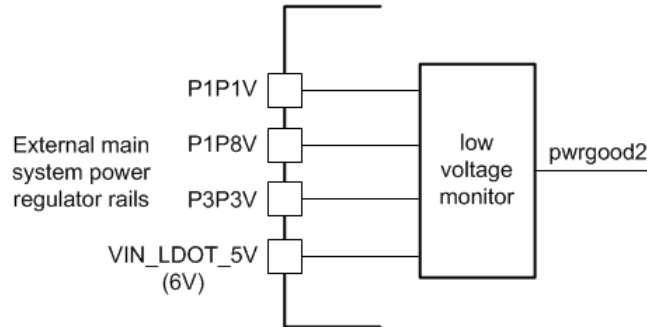 P1P1V
P1P8V
P3P3V
VIN_LDOT_5V
(6V)
External main
system power
regulator rails
low
voltage
monitor
pwrgood2